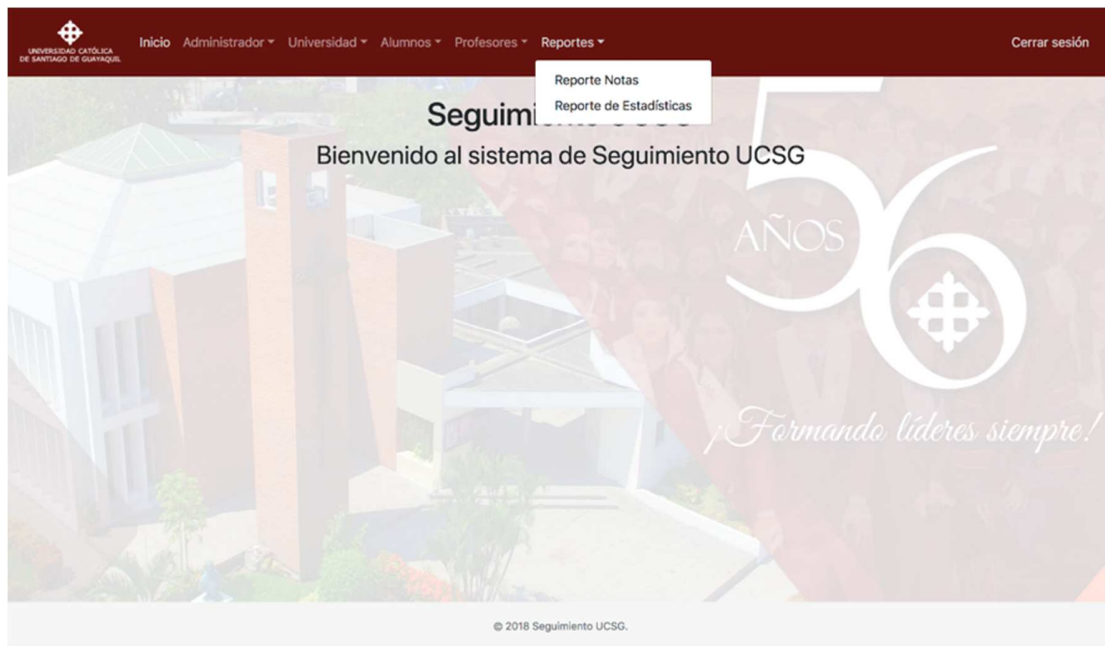 UNIVERSIDAD CATÓLICA
DE SANTIAGO DE GUAYAQUIL
Inicio Administrador Universidad Alumnos Profesores Reportes Cerrar sesión
Reporte Notas
Reporte de Estadísticas
Seguimi UCSG
Bienvenido al sistema de Seguimiento UCSG
56
AÑOS
¡Formando líderes siempre!
© 2018 Seguimiento UCSG.